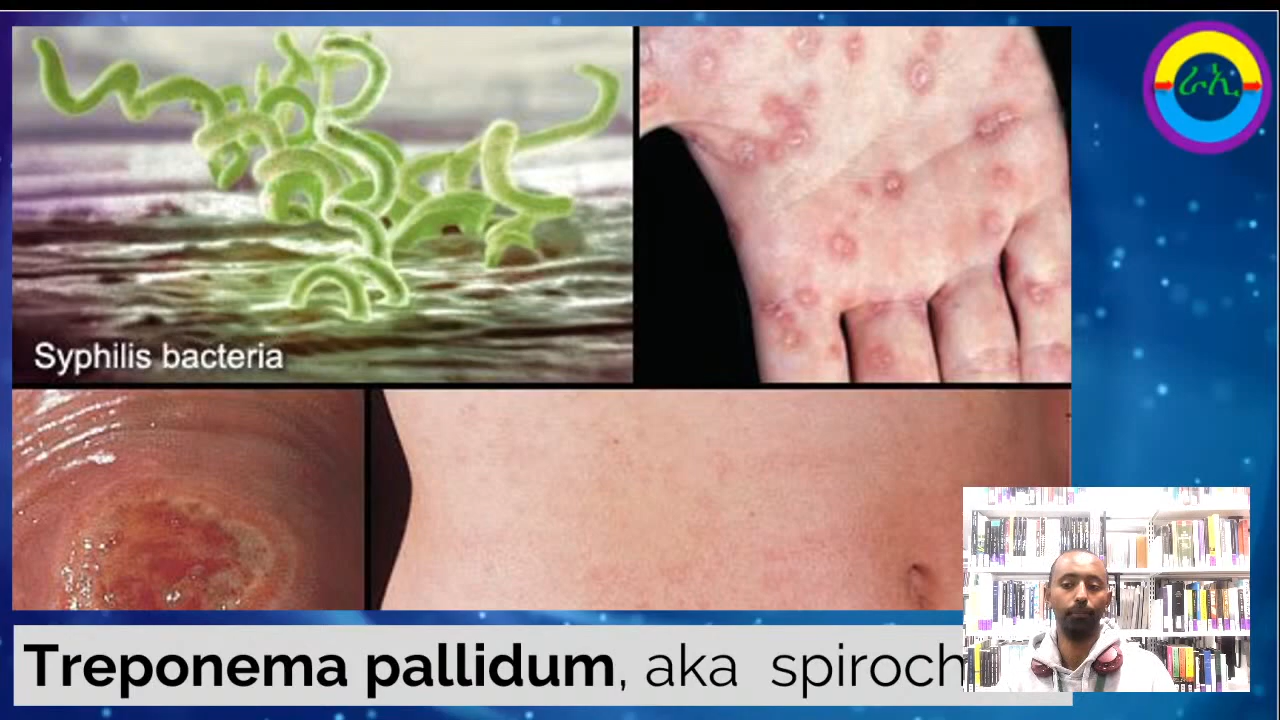 ራኢ
Syphilis bacteria
Treponema pallidum, aka spiroch